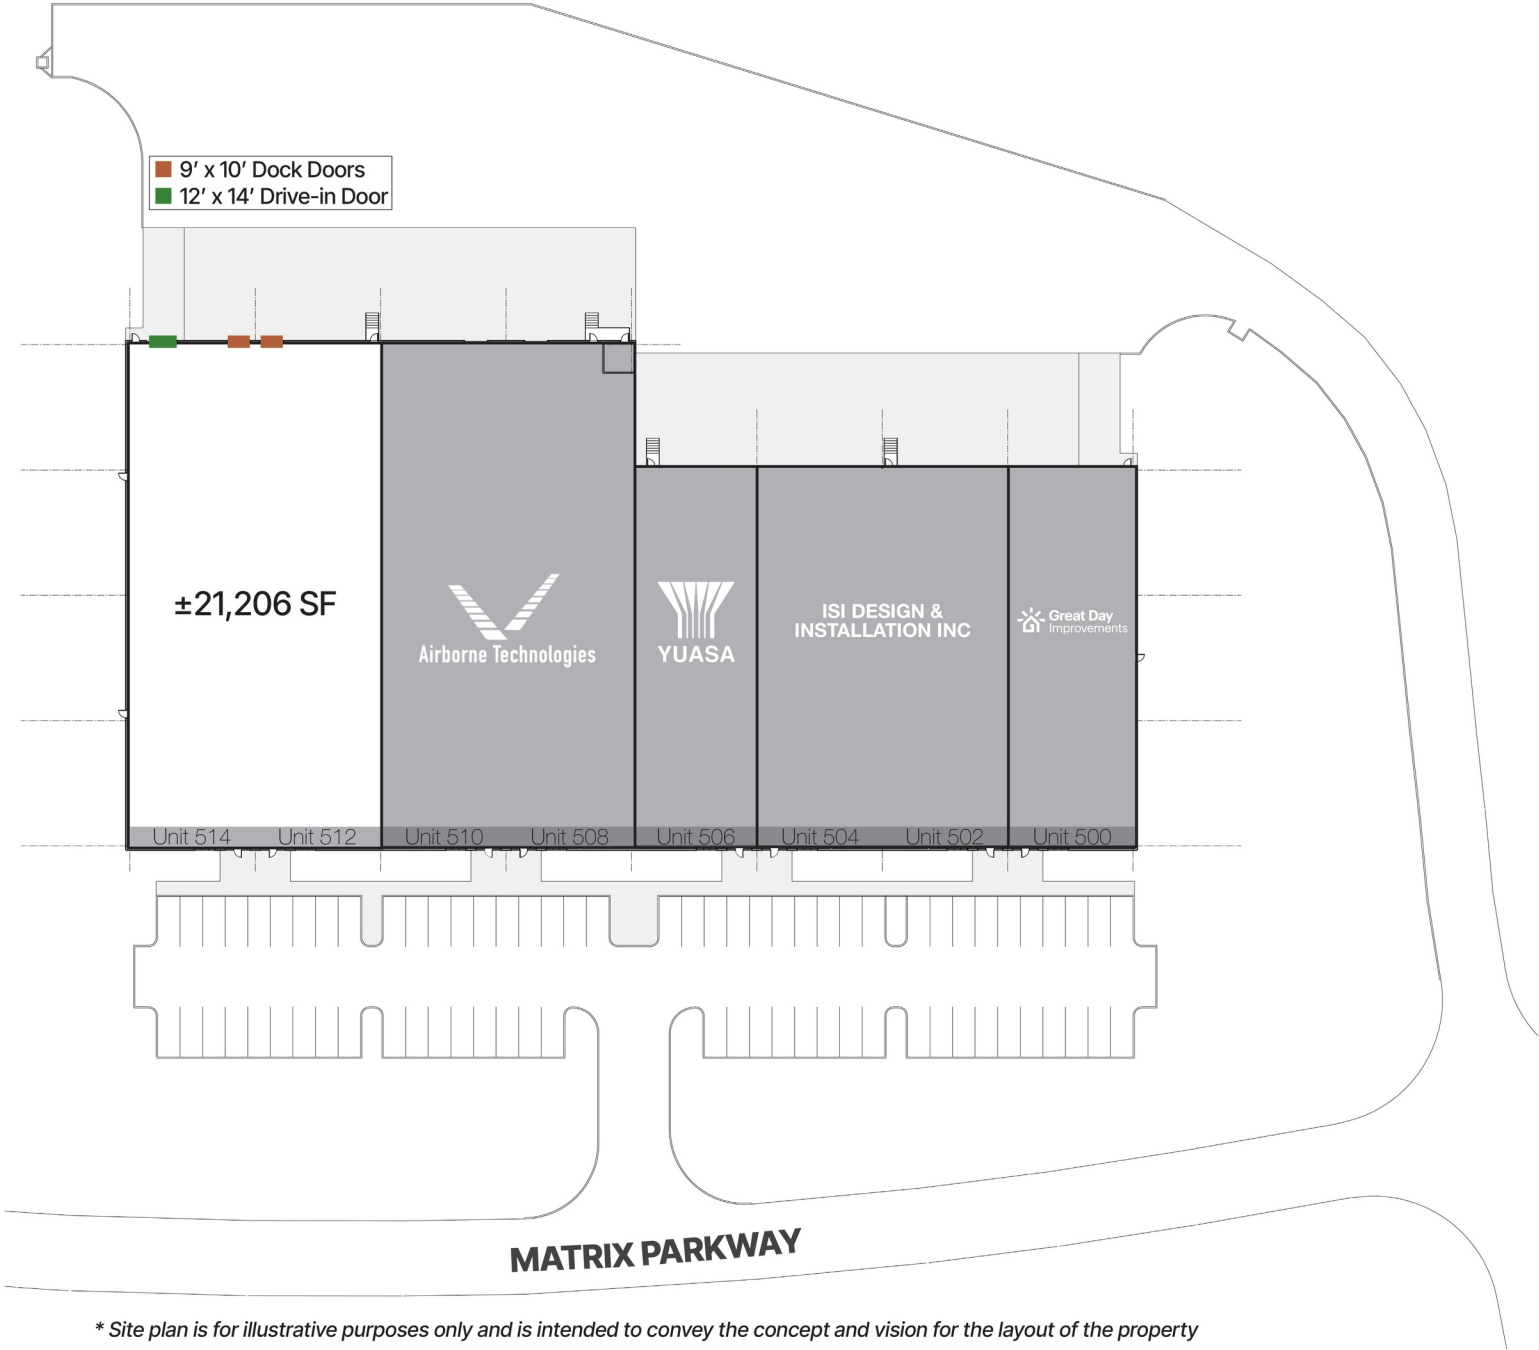 9’ x 10’ Dock Doors
12’ x 14’ Drive-in Door
±21,206 SF
Airborne Technologies
YUASA
ISI DESIGN &
INSTALLATION INC
Great Day
Improvements
Unit 514
Unit 512
Unit 510
Unit 508
Unit 506
Unit 504
Unit 502
Unit 500
MATRIX PARKWAY
* Site plan is for illustrative purposes only and is intended to convey the concept and vision for the layout of the property